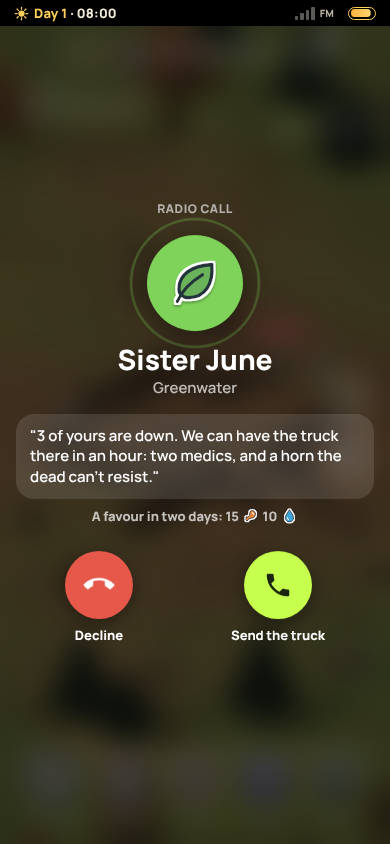 Day 1 · 08:00
FM
RADIO CALL
Sister June
Greenwater
"3 of yours are down. We can have the truck
there in an hour: two medics, and a horn the
dead can't resist."
A favour in two days: 15 🍖 10 💧
Decline
Send the truck